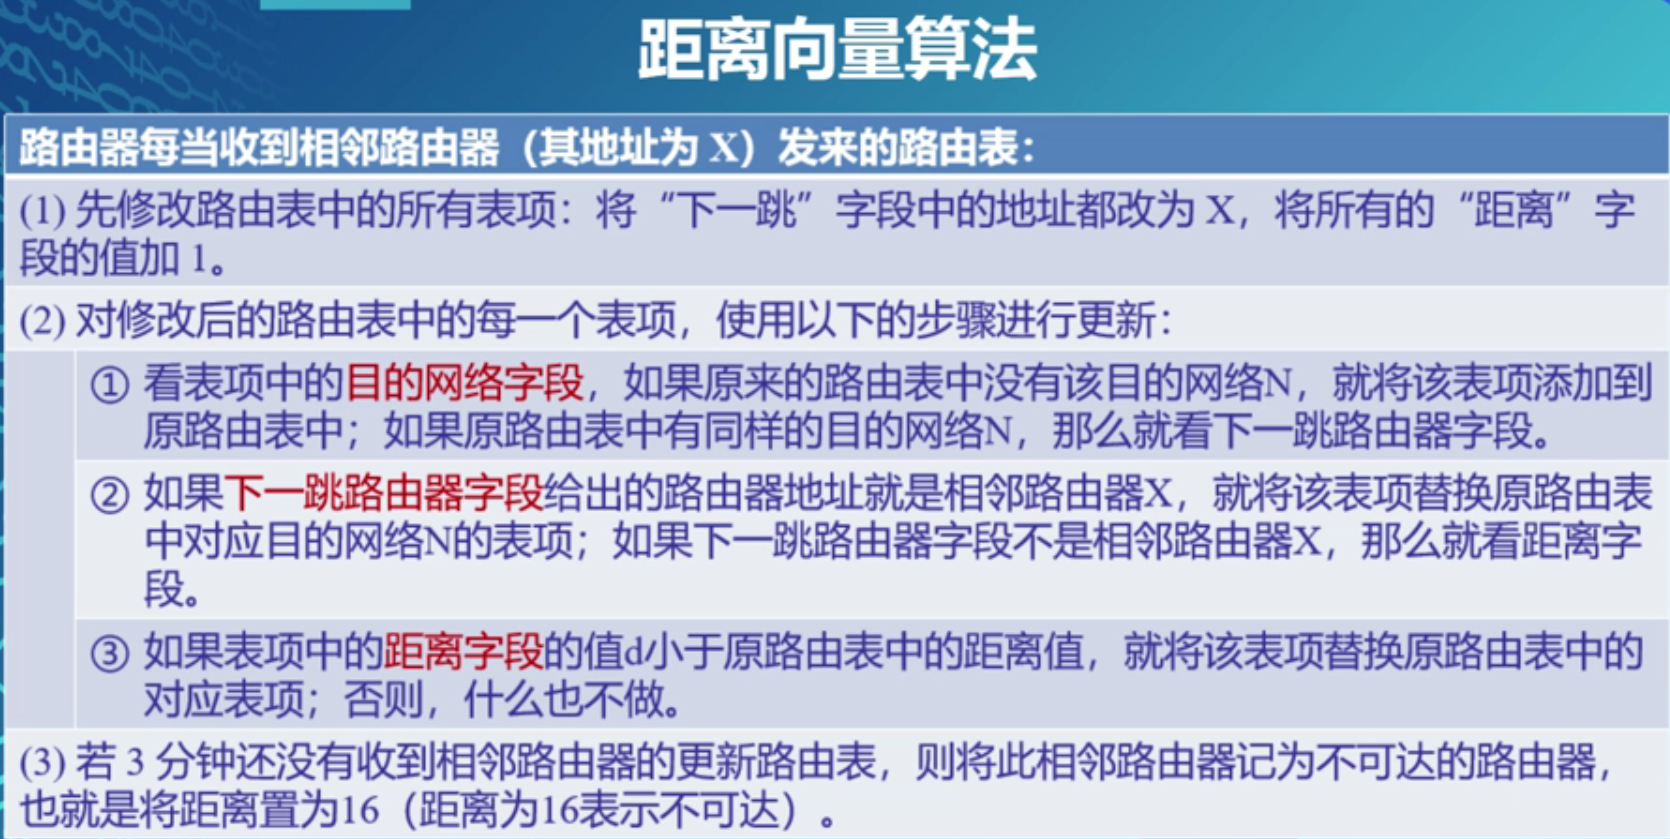 距离向量算法
路由器每当收到相邻路由器（其地址为 X）发来的路由表：
(1) 先修改路由表中的所有表项：将“下一跳”字段中的地址都改为 X，将所有的“距离”字
段的值加 1。
(2) 对修改后的路由表中的每一个表项，使用以下的步骤进行更新：
① 看表项中的目的网络字段，如果原来的路由表中没有该目的网络N，就将该表项添加到
原路由表中；如果原路由表中有同样的目的网络N，那么就看下一跳路由器字段。
② 如果下一跳路由器字段给出的路由器地址就是相邻路由器X，就将该表项替换原路由表
中对应目的网络N的表项；如果下一跳路由器字段不是相邻路由器X，那么就看距离字
段。
③ 如果表项中的距离字段的值d小于原路由表中的距离值，就将该表项替换原路由表中的
对应表项；否则，什么也不做。
(3) 若 3 分钟还没有收到相邻路由器的更新路由表，则将此相邻路由器记为不可达的路由器，
也就是将距离置为16（距离为16表示不可达）。